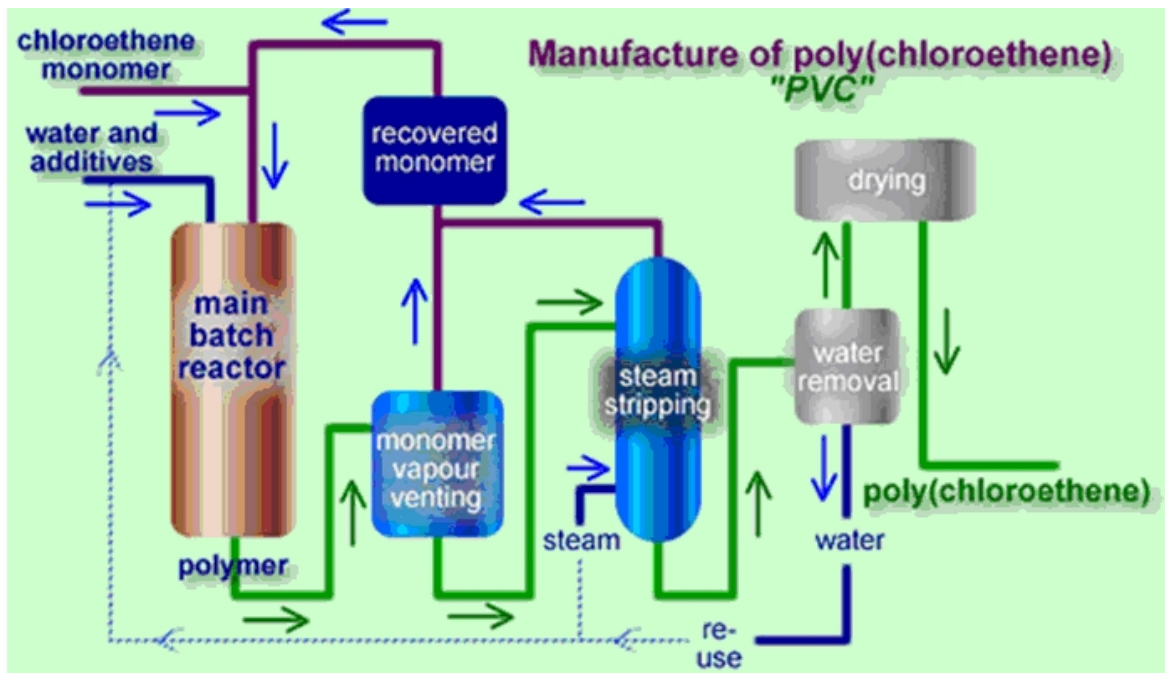 chloroethene
monomer
Manufacture of poly(chloroethene)
"PVC"
water and
additives
recovered
monomer
drying
main
batch
reactor
water
removal
steam
stripping
monomer
vapour
venting
poly(chloroethene)
steam
water
polymer
re-
use